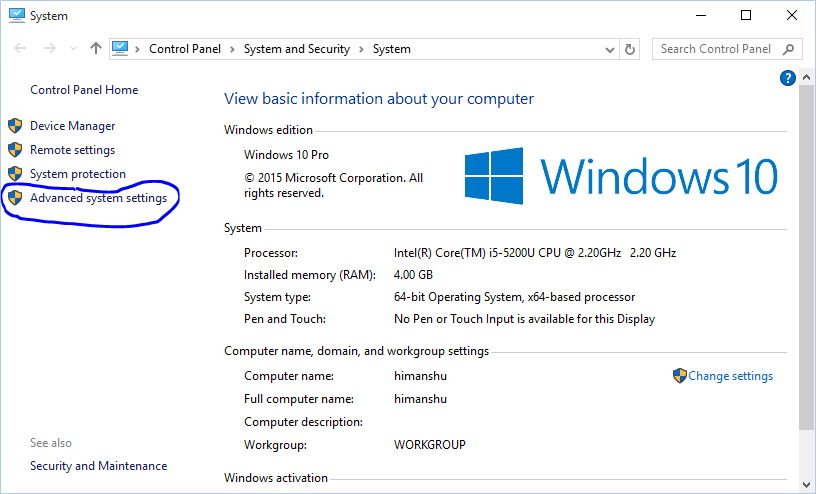 System
Control Panel System and Security System
Search Control Panel
Control Panel Home
Device Manager
Remote settings
System protection
Advanced system settings
See also
Security and Maintenance
?
View basic information about your computer
Windows edition
Windows 10 Pro
© 2015 Microsoft Corporation. All
rights reserved.
Windows 10
System
Processor: Intel(R) Core(TM) i5-5200U CPU @ 2.20GHz 2.20 GHz
Installed memory (RAM): 4.00 GB
System type: 64-bit Operating System, x64-based processor
Pen and Touch: No Pen or Touch Input is available for this Display
Computer name, domain, and workgroup settings
Computer name: himanshu Change settings
Full computer name: himanshu
Computer description:
Workgroup: WORKGROUP
Windows activation